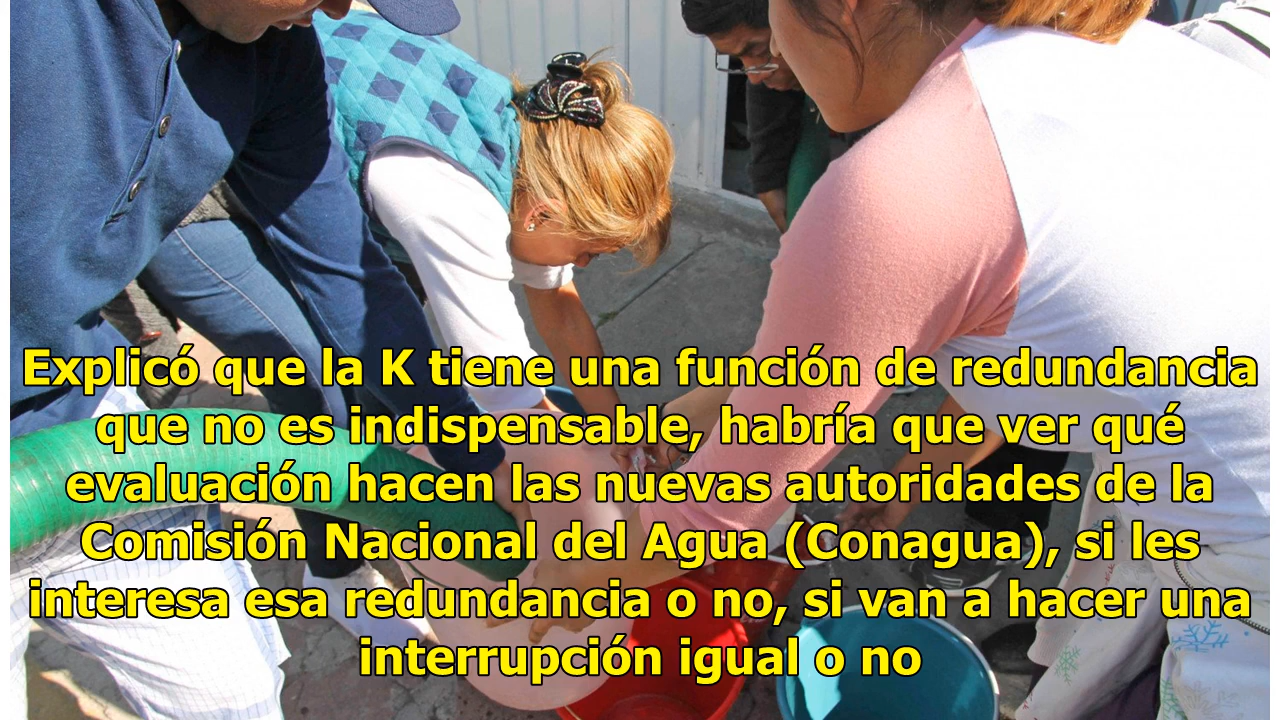 Explicó que la K tiene una función de redundancia
que no es indispensable, habría que ver qué
evaluación hacen las nuevas autoridades de la
Comisión Nacional del Agua (Conagua), si les
interesa esa redundancia o no, si van a hacer una
interrupción igual o no